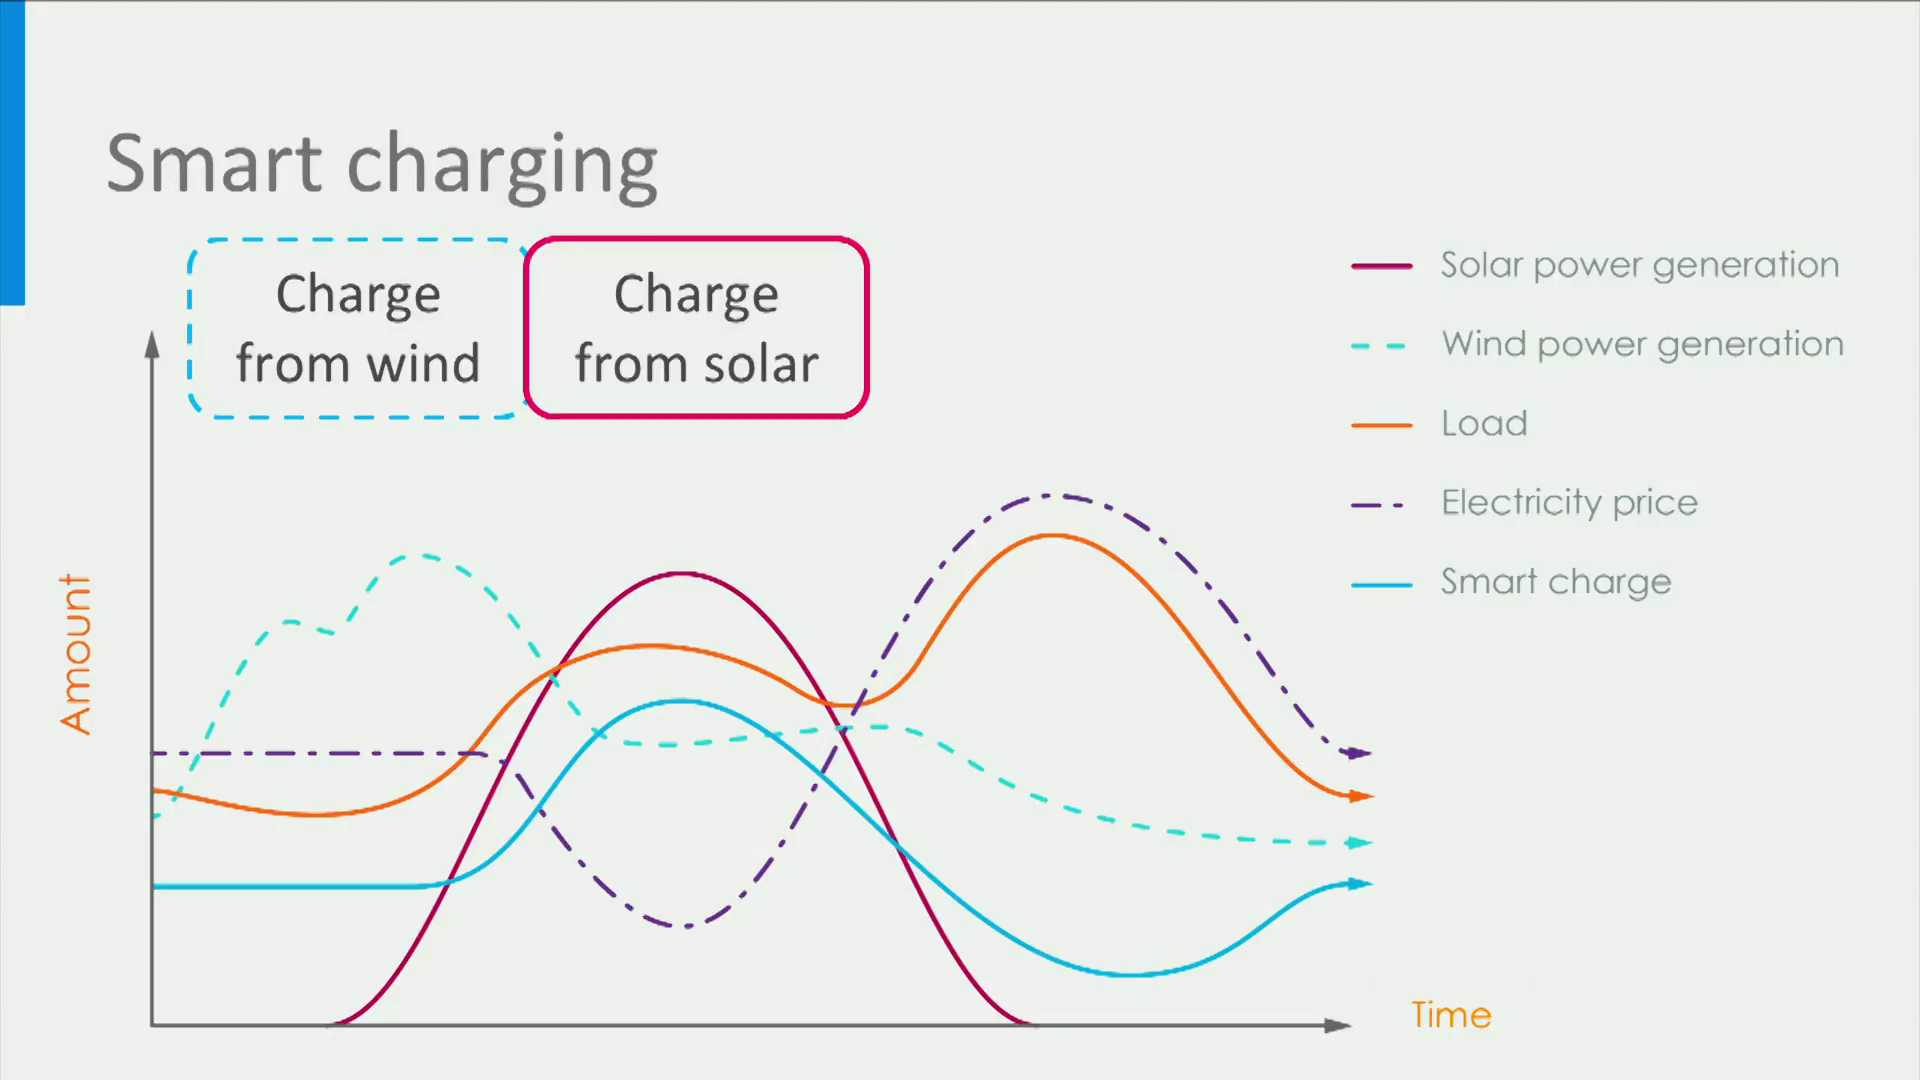 Smart charging
Charge
from wind
Charge
from solar
Solar power generation
Wind power generation
Load
Electricity price
Smart charge
Amount
Time